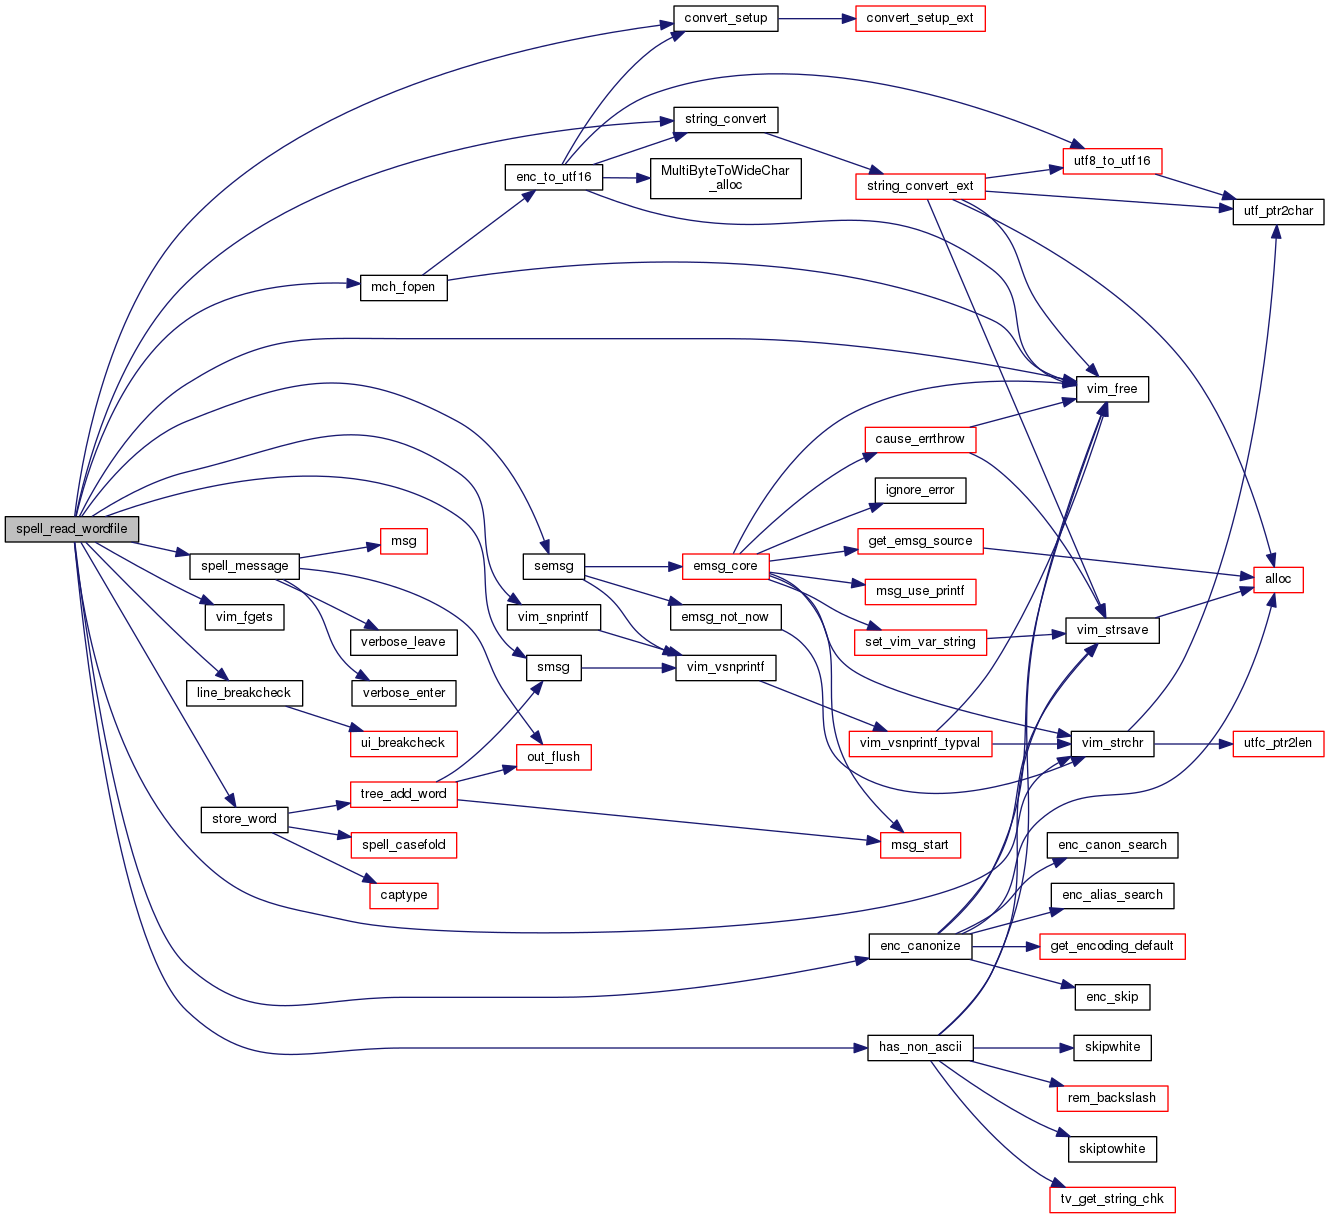 convert_setup
convert_setup_ext
string_convert
utf8_to_utf16
MultiByteToWideChar
_alloc
enc_to_utf16
string_convert_ext
utf_ptr2char
mch_fopen
vim_free
cause_errthrow
ignore_error
spell_read_wordfile
msg
get_emsg_source
spell_message
semsg
emsg_core
alloc
msg_use_printf
vim_fgets
vim_snprintf
emsg_not_now
verbose_leave
set_vim_var_string
vim_strsave
smsg
vim_vsnprintf
line_breakcheck
verbose_enter
ui_breakcheck
vim_vsnprintf_typval
vim_strchr
utfc_ptr2len
out_flush
tree_add_word
store_word
spell_casefold
msg_start
enc_canon_search
captype
enc_alias_search
enc_canonize
get_encoding_default
enc_skip
has_non_ascii
skipwhite
rem_backslash
skiptowhite
tv_get_string_chk